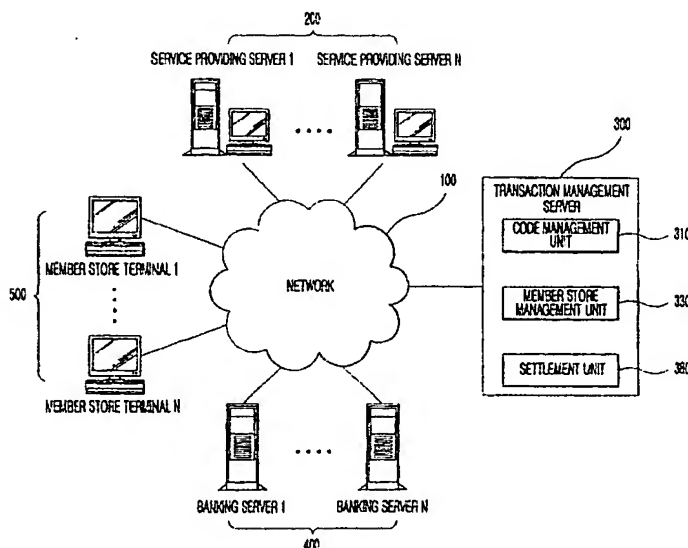 200
SERVICE PROVIDING SERVER 1
SERVICE PROVIDING SERVER N
300
100
TRANSACTION MANAGEMENT
SERVER
CODE MANAGEMENT
UNIT
310
MEMBER STORE TERMINAL 1
NETWORK
500
MEMBER STORE
MANAGEMENT UNIT
330
MEMBER STORE TERMINAL N
SETTLEMENT UNIT
380
BANKING SERVER 1
BANKING SERVER N
400